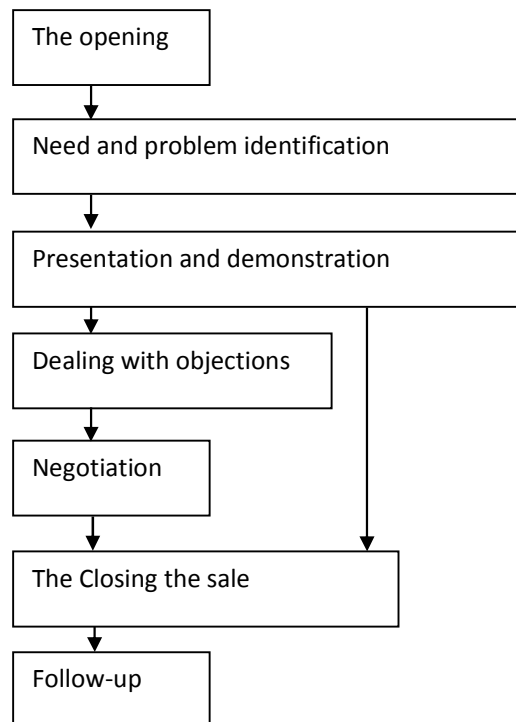 The opening
Need and problem identification
Presentation and demonstration
Dealing with objections
Negotiation
The Closing the sale
Follow-up